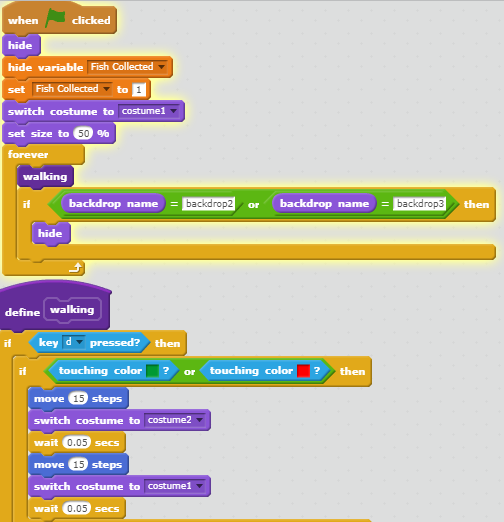 when clicked
hide
hide variable Fish Collected
set Fish Collected to 1
switch costume to costume1
set size to 50 %
forever
walking
if backdrop name = backdrop2 or backdrop name = backdrop3 then
hide
define walking
if key d pressed? then
if touching color ? or touching color ? then
move 15 steps
switch costume to costume2
wait 0.05 secs
move 15 steps
switch costume to costume1
wait 0.05 secs